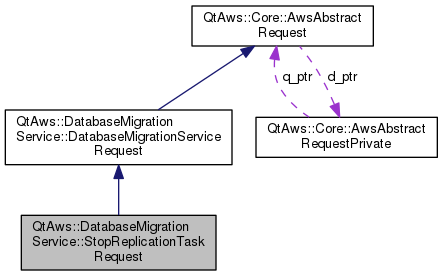 QtAws::Core::AwsAbstract
Request
q_ptr
d_ptr
QtAws::DatabaseMigration
Service::DatabaseMigrationService
Request
QtAws::Core::AwsAbstract
RequestPrivate
QtAws::DatabaseMigration
Service::StopReplicationTask
Request